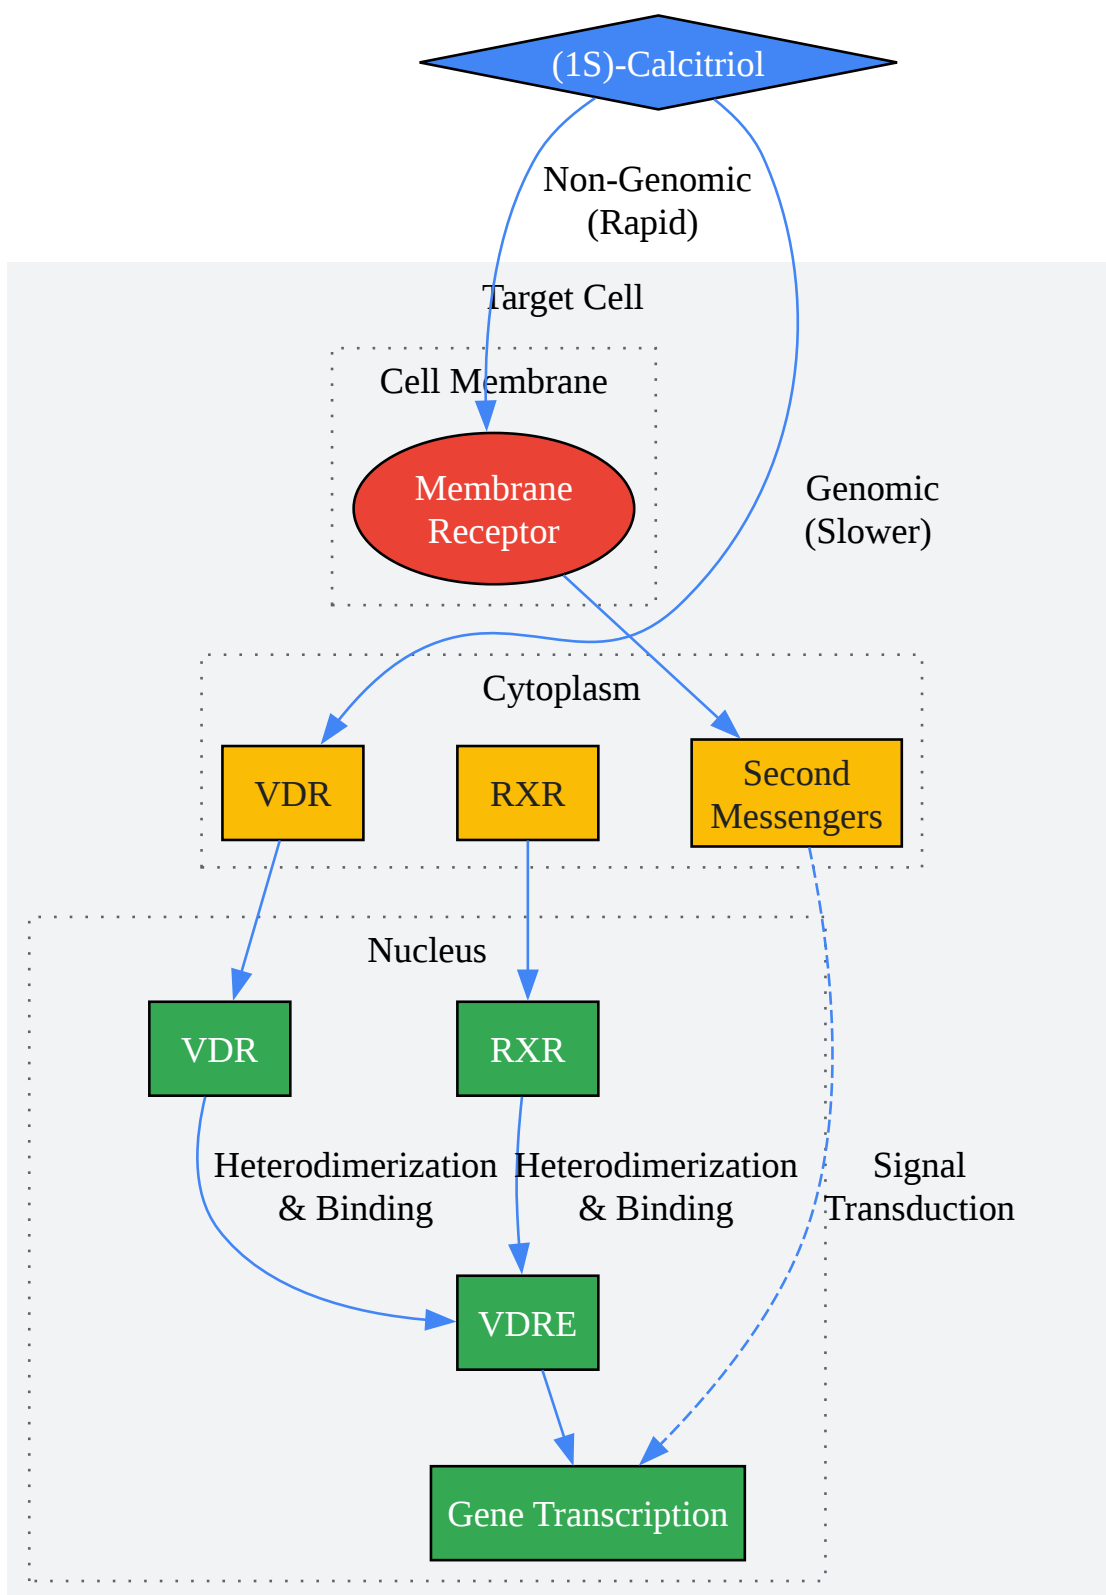 (1S)-Calcitriol
Non-Genomic
(Rapid)
Target Cell
Cell Membrane
Membrane
Receptor
Genomic
(Slower)
Cytoplasm
VDR
RXR
Second
Messengers
Nucleus
VDR
RXR
Heterodimerization
& Binding
Heterodimerization
& Binding
Signal
Transduction
VDRE
Gene Transcription